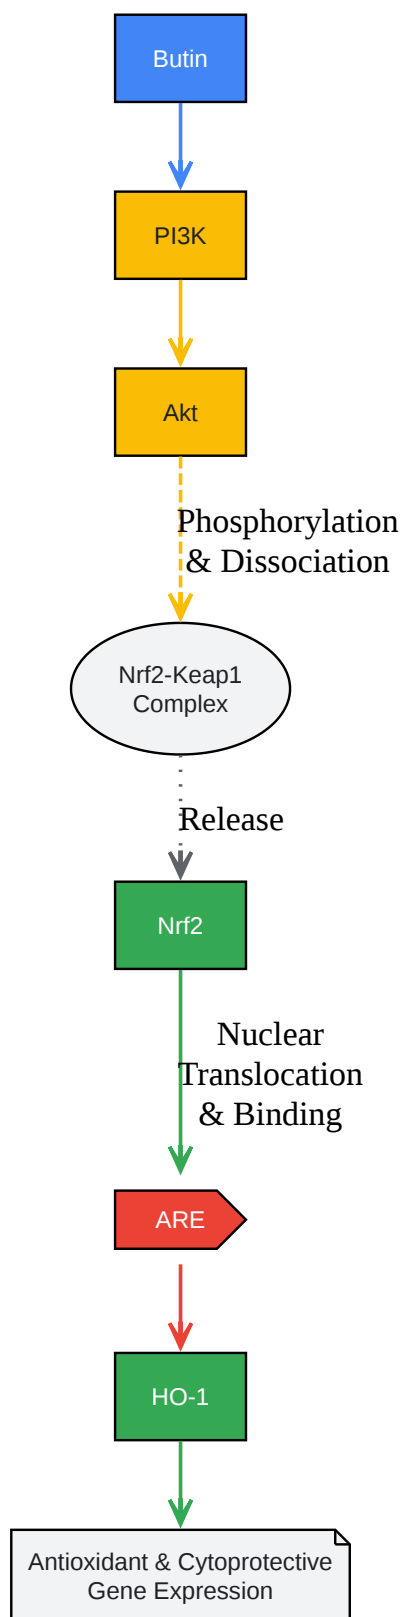 Butin
PI3K
Akt
Phosphorylation
& Dissociation
Nrf2-Keap1
Complex
Release
Nrf2
Nuclear
Translocation
& Binding
ARE
HO-1
Antioxidant & Cytoprotective
Gene Expression